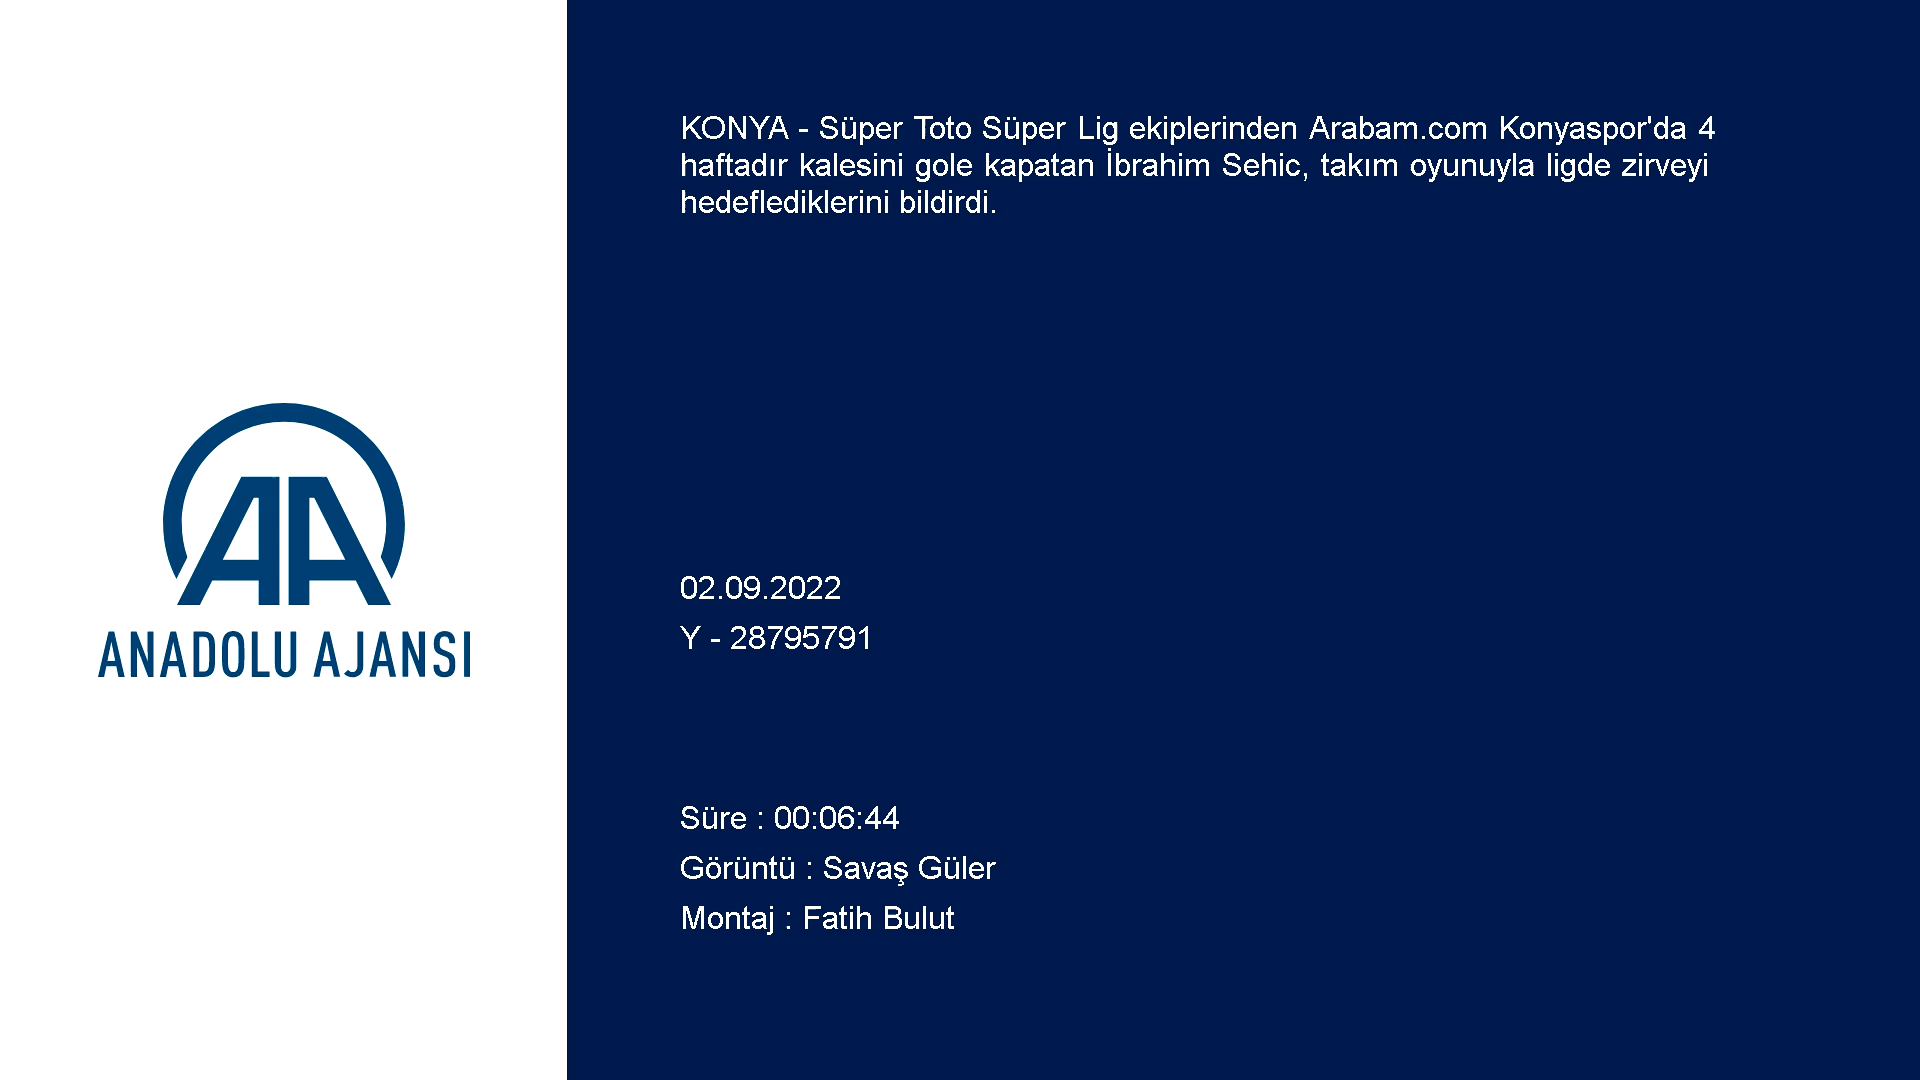 KONYA - Süper Toto Süper Lig ekiplerinden Arabam.com Konyaspor'da 4
haftadır kalesini gole kapatan İbrahim Sehic, takım oyunuyla ligde zirveyi
hedeflediklerini bildirdi.
AA
ANADOLU AJANSI
02.09.2022
Y - 28795791
Süre : 00:06:44
Görüntü : Savaş Güler
Montaj : Fatih Bulut